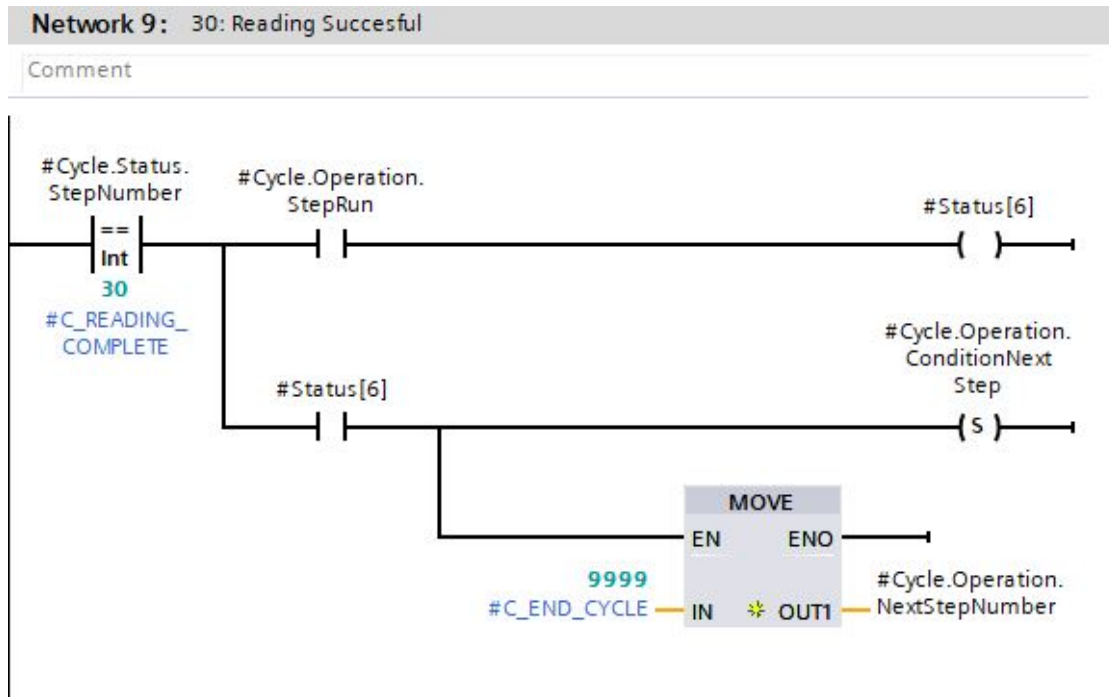 Network 9: 30: Reading Succesful
Comment
#Cycle.Status.
StepNumber
==
Int
30
#C_READING_
COMPLETE
#Cycle.Operation.
StepRun
#Status[6]
( )
#Status[6]
#Cycle.Operation.
ConditionNext
Step
( S )
MOVE
EN ENO
9999
#C_END_CYCLE
IN OUT1
#Cycle.Operation.
NextStepNumber